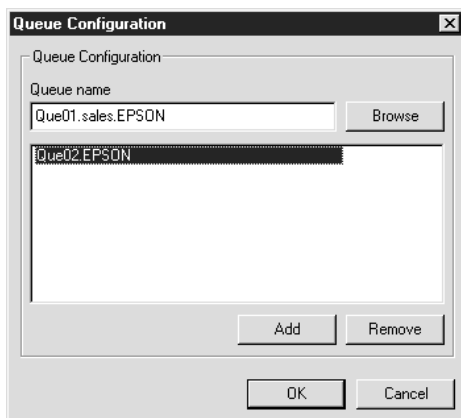 Queue Configuration
Queue Configuration
Queue name
Que01.sales.EPSON
Browse
Que02.EPSON
Add
Remove
OK
Cancel